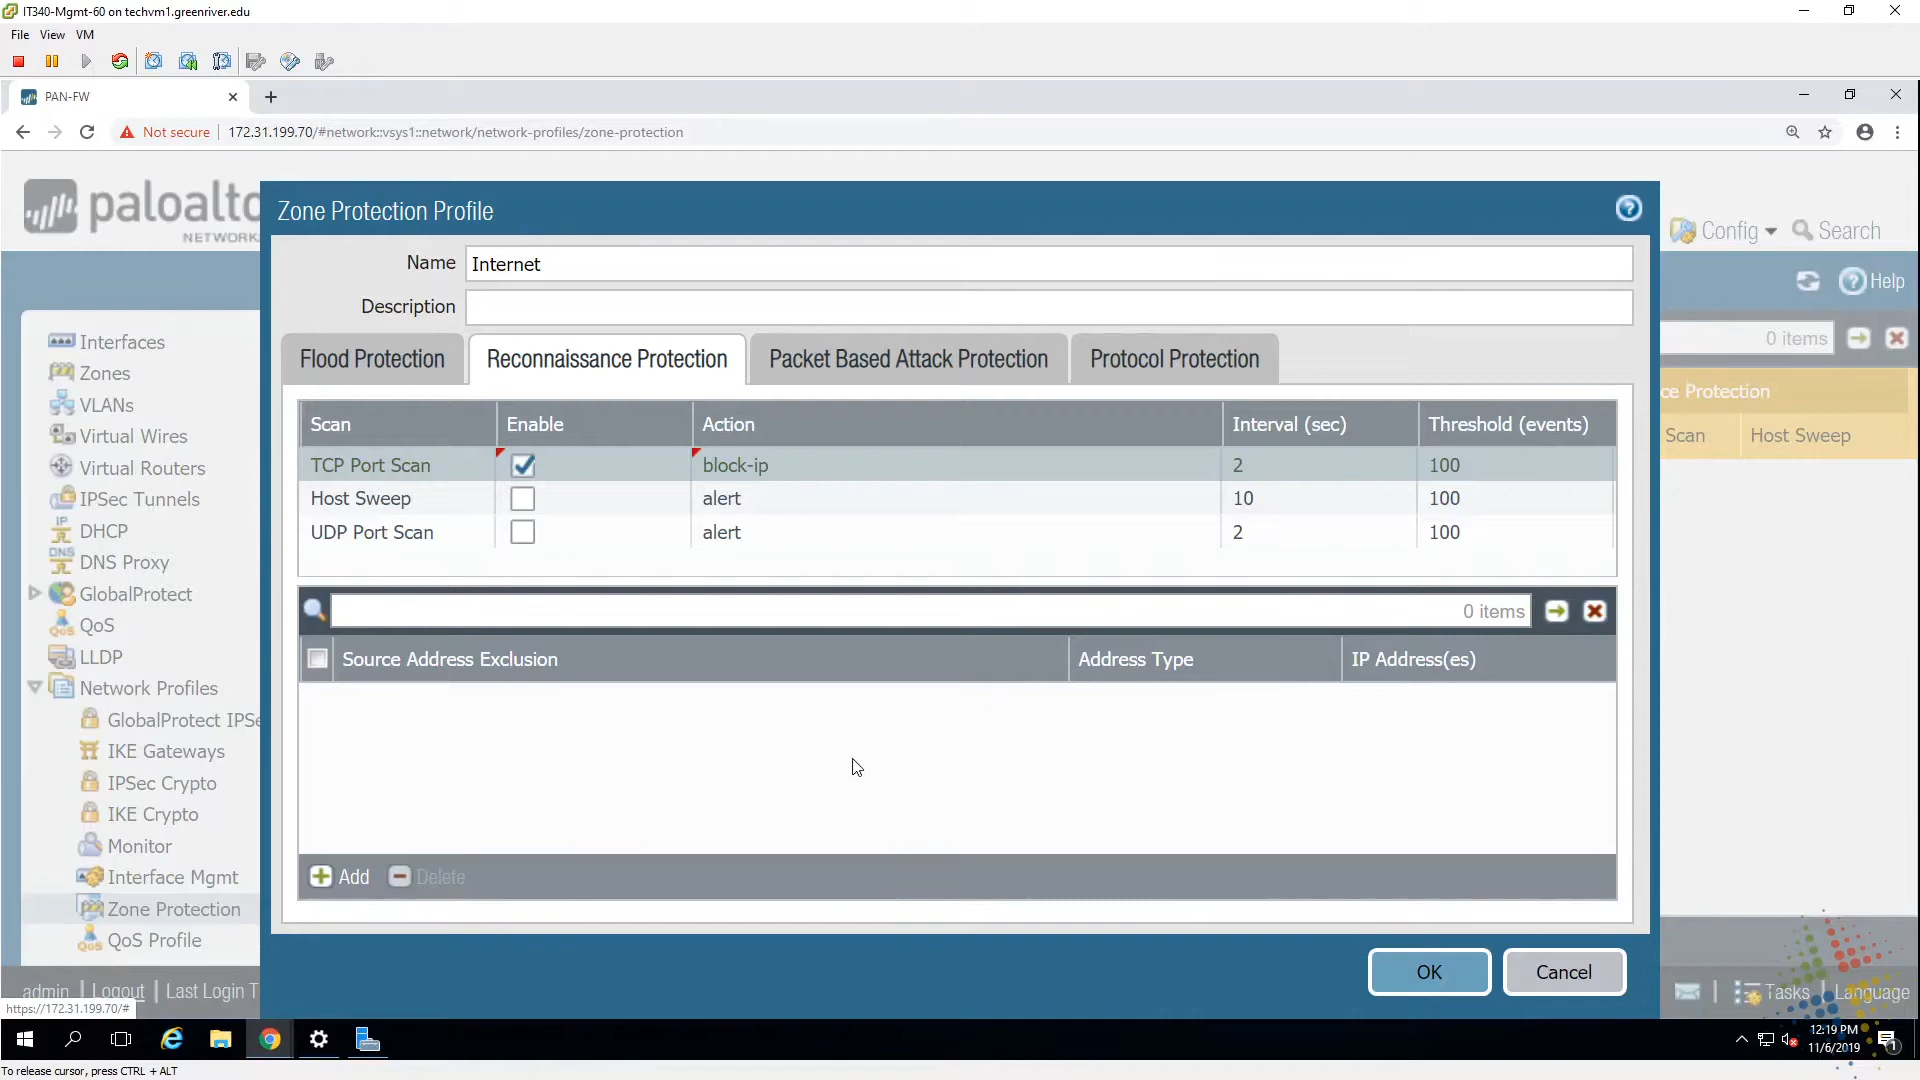 IT340-Mgmt-60 on techvm1.greenriver.edu
File View VM
PAN-FW
Not secure 172.31.199.70/#network::vsys1::network/network-profiles/zone-protection
paloalto
NETWORKS
Config Search
Help
Zone Protection Profile
Name Internet
Description
Flood Protection Reconnaissance Protection Packet Based Attack Protection Protocol Protection
Scan Enable Action Interval (sec) Threshold (events)
TCP Port Scan block-ip 2 100
Host Sweep alert 10 100
UDP Port Scan alert 2 100
0 items
Source Address Exclusion Address Type IP Address(es)
Add Delete
OK Cancel
0 items
ce Protection
Scan Host Sweep
Interfaces
Zones
VLANs
Virtual Wires
Virtual Routers
IPSec Tunnels
IP DHCP
DNS DNS Proxy
GlobalProtect
QoS QoS
LLDP
Network Profiles
GlobalProtect IPSe
IKE Gateways
IPSec Crypto
IKE Crypto
Monitor
Interface Mgmt
Zone Protection
QoS QoS Profile
admin | Logout | Last Login T
https://172.31.199.70/#
Tasks | Language
12:19 PM
11/6/2019
1
To release cursor, press CTRL + ALT